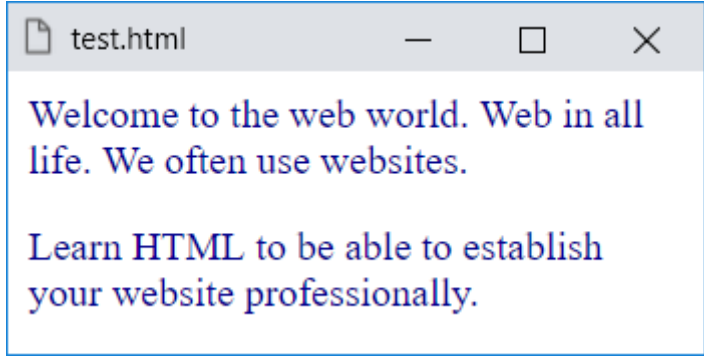 test.html
Welcome to the web world. Web in all
life. We often use websites.
Learn HTML to be able to establish
your website professionally.